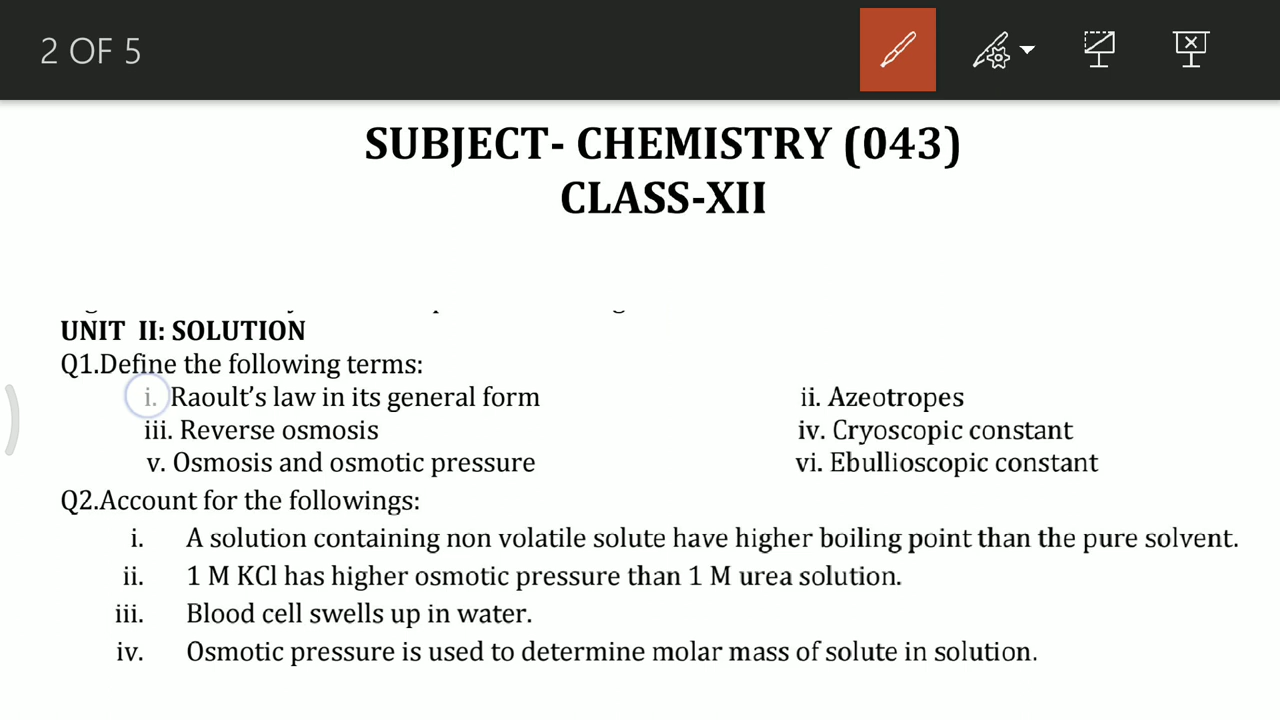 2 OF 5
SUBJECT- CHEMISTRY (043)
CLASS-XII
UNIT II: SOLUTION
Q1.Define the following terms:
i. Raoult’s law in its general form ii. Azeotropes
iii. Reverse osmosis iv. Cryoscopic constant
v. Osmosis and osmotic pressure vi. Ebullioscopic constant
Q2.Account for the followings:
i. A solution containing non volatile solute have higher boiling point than the pure solvent.
ii. 1 M KCl has higher osmotic pressure than 1 M urea solution.
iii. Blood cell swells up in water.
iv. Osmotic pressure is used to determine molar mass of solute in solution.